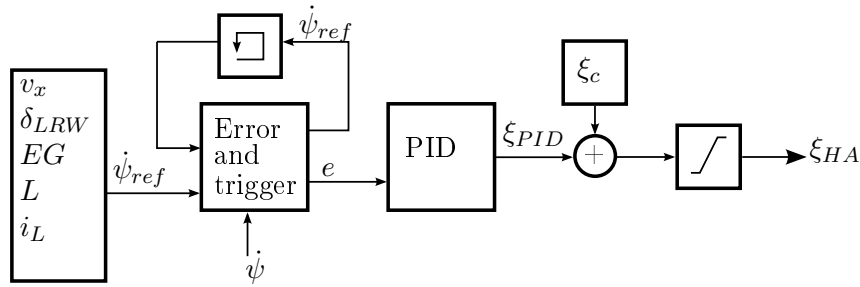 ψ̇_ref
v_x
δ_LRW
EG
L
i_L
ψ̇_ref
Error
and
trigger
e
ψ̇
PID
ξ_PID
ξ_c
+
ξ_HA